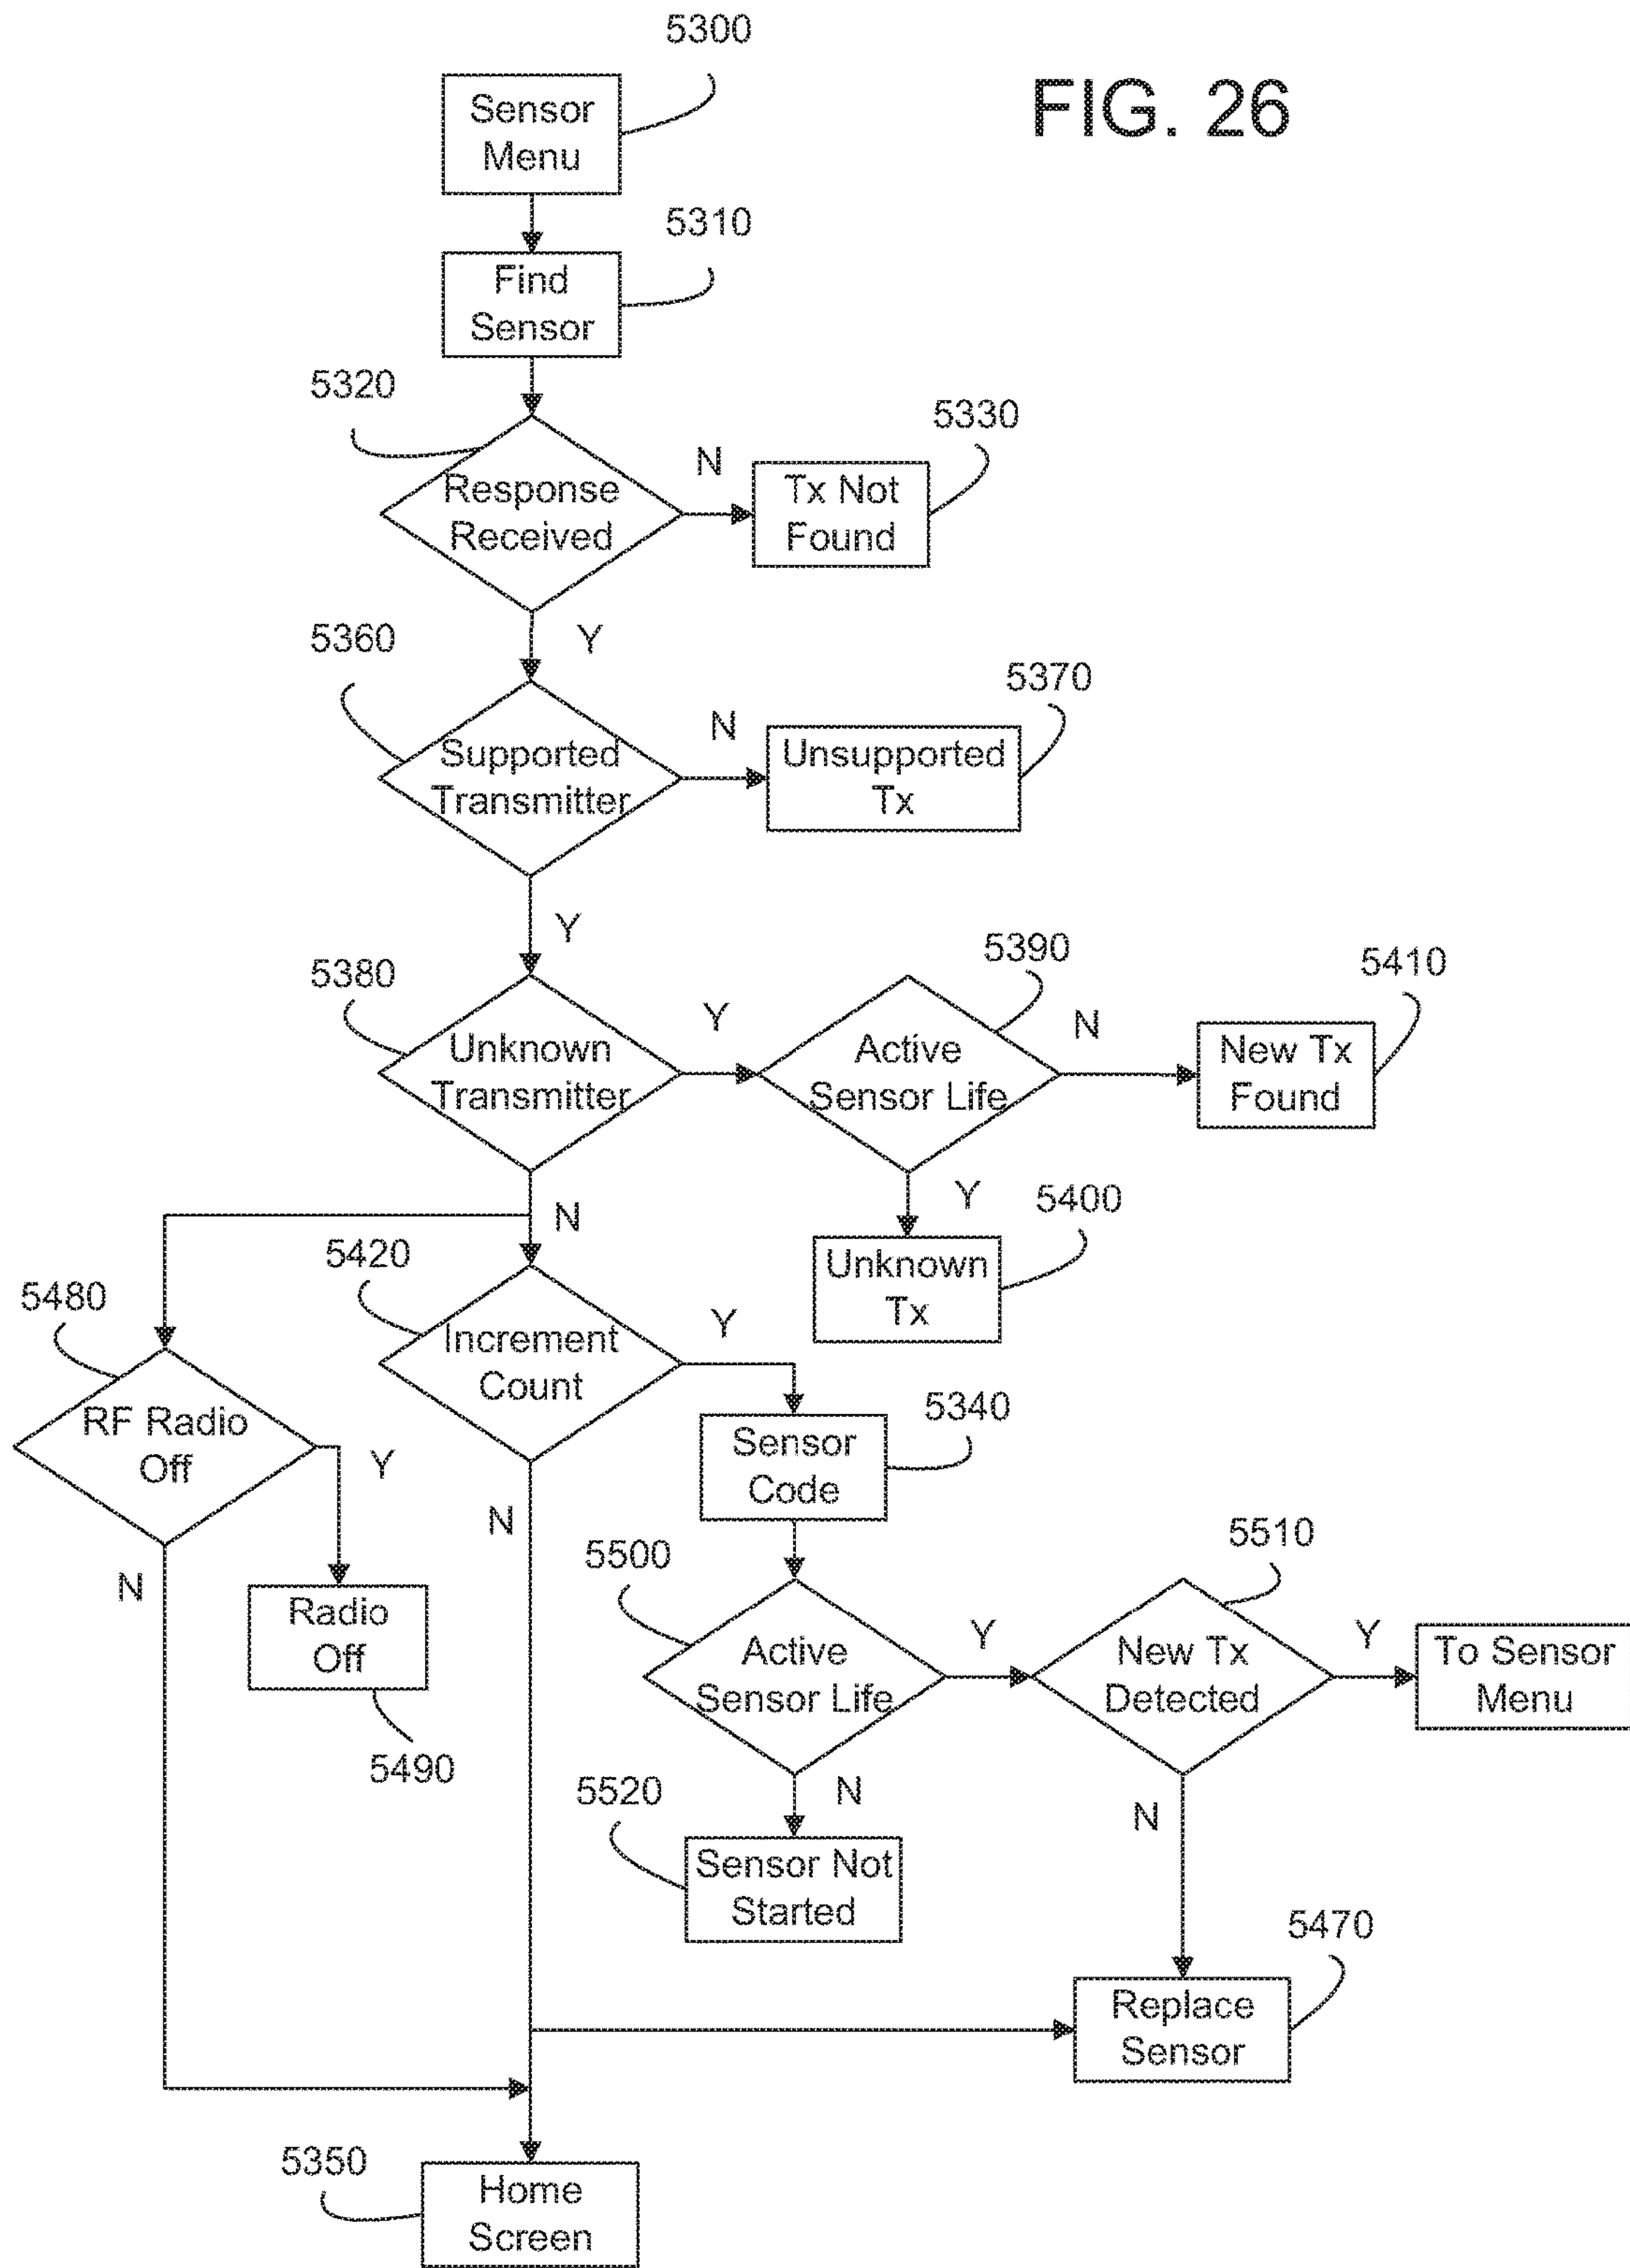 5300
FIG. 26
Sensor
Menu
5310
Find
Sensor
5320
5330
Response
Received
N
Tx Not
Found
Y
5360
5370
Supported
Transmitter
N
Unsupported
Tx
Y
5380
5390
5410
Unknown
Transmitter
Y
Active
Sensor Life
N
New Tx
Found
N
Y
5400
Unknown
Tx
5420
5480
Increment
Count
Y
RF Radio
Off
Y
5340
Sensor
Code
N
N
5500
5510
Radio
Off
5490
Active
Sensor Life
Y
New Tx
Detected
Y
To Sensor
Menu
5520
N
N
Sensor Not
Started
5470
Replace
Sensor
5350
Home
Screen